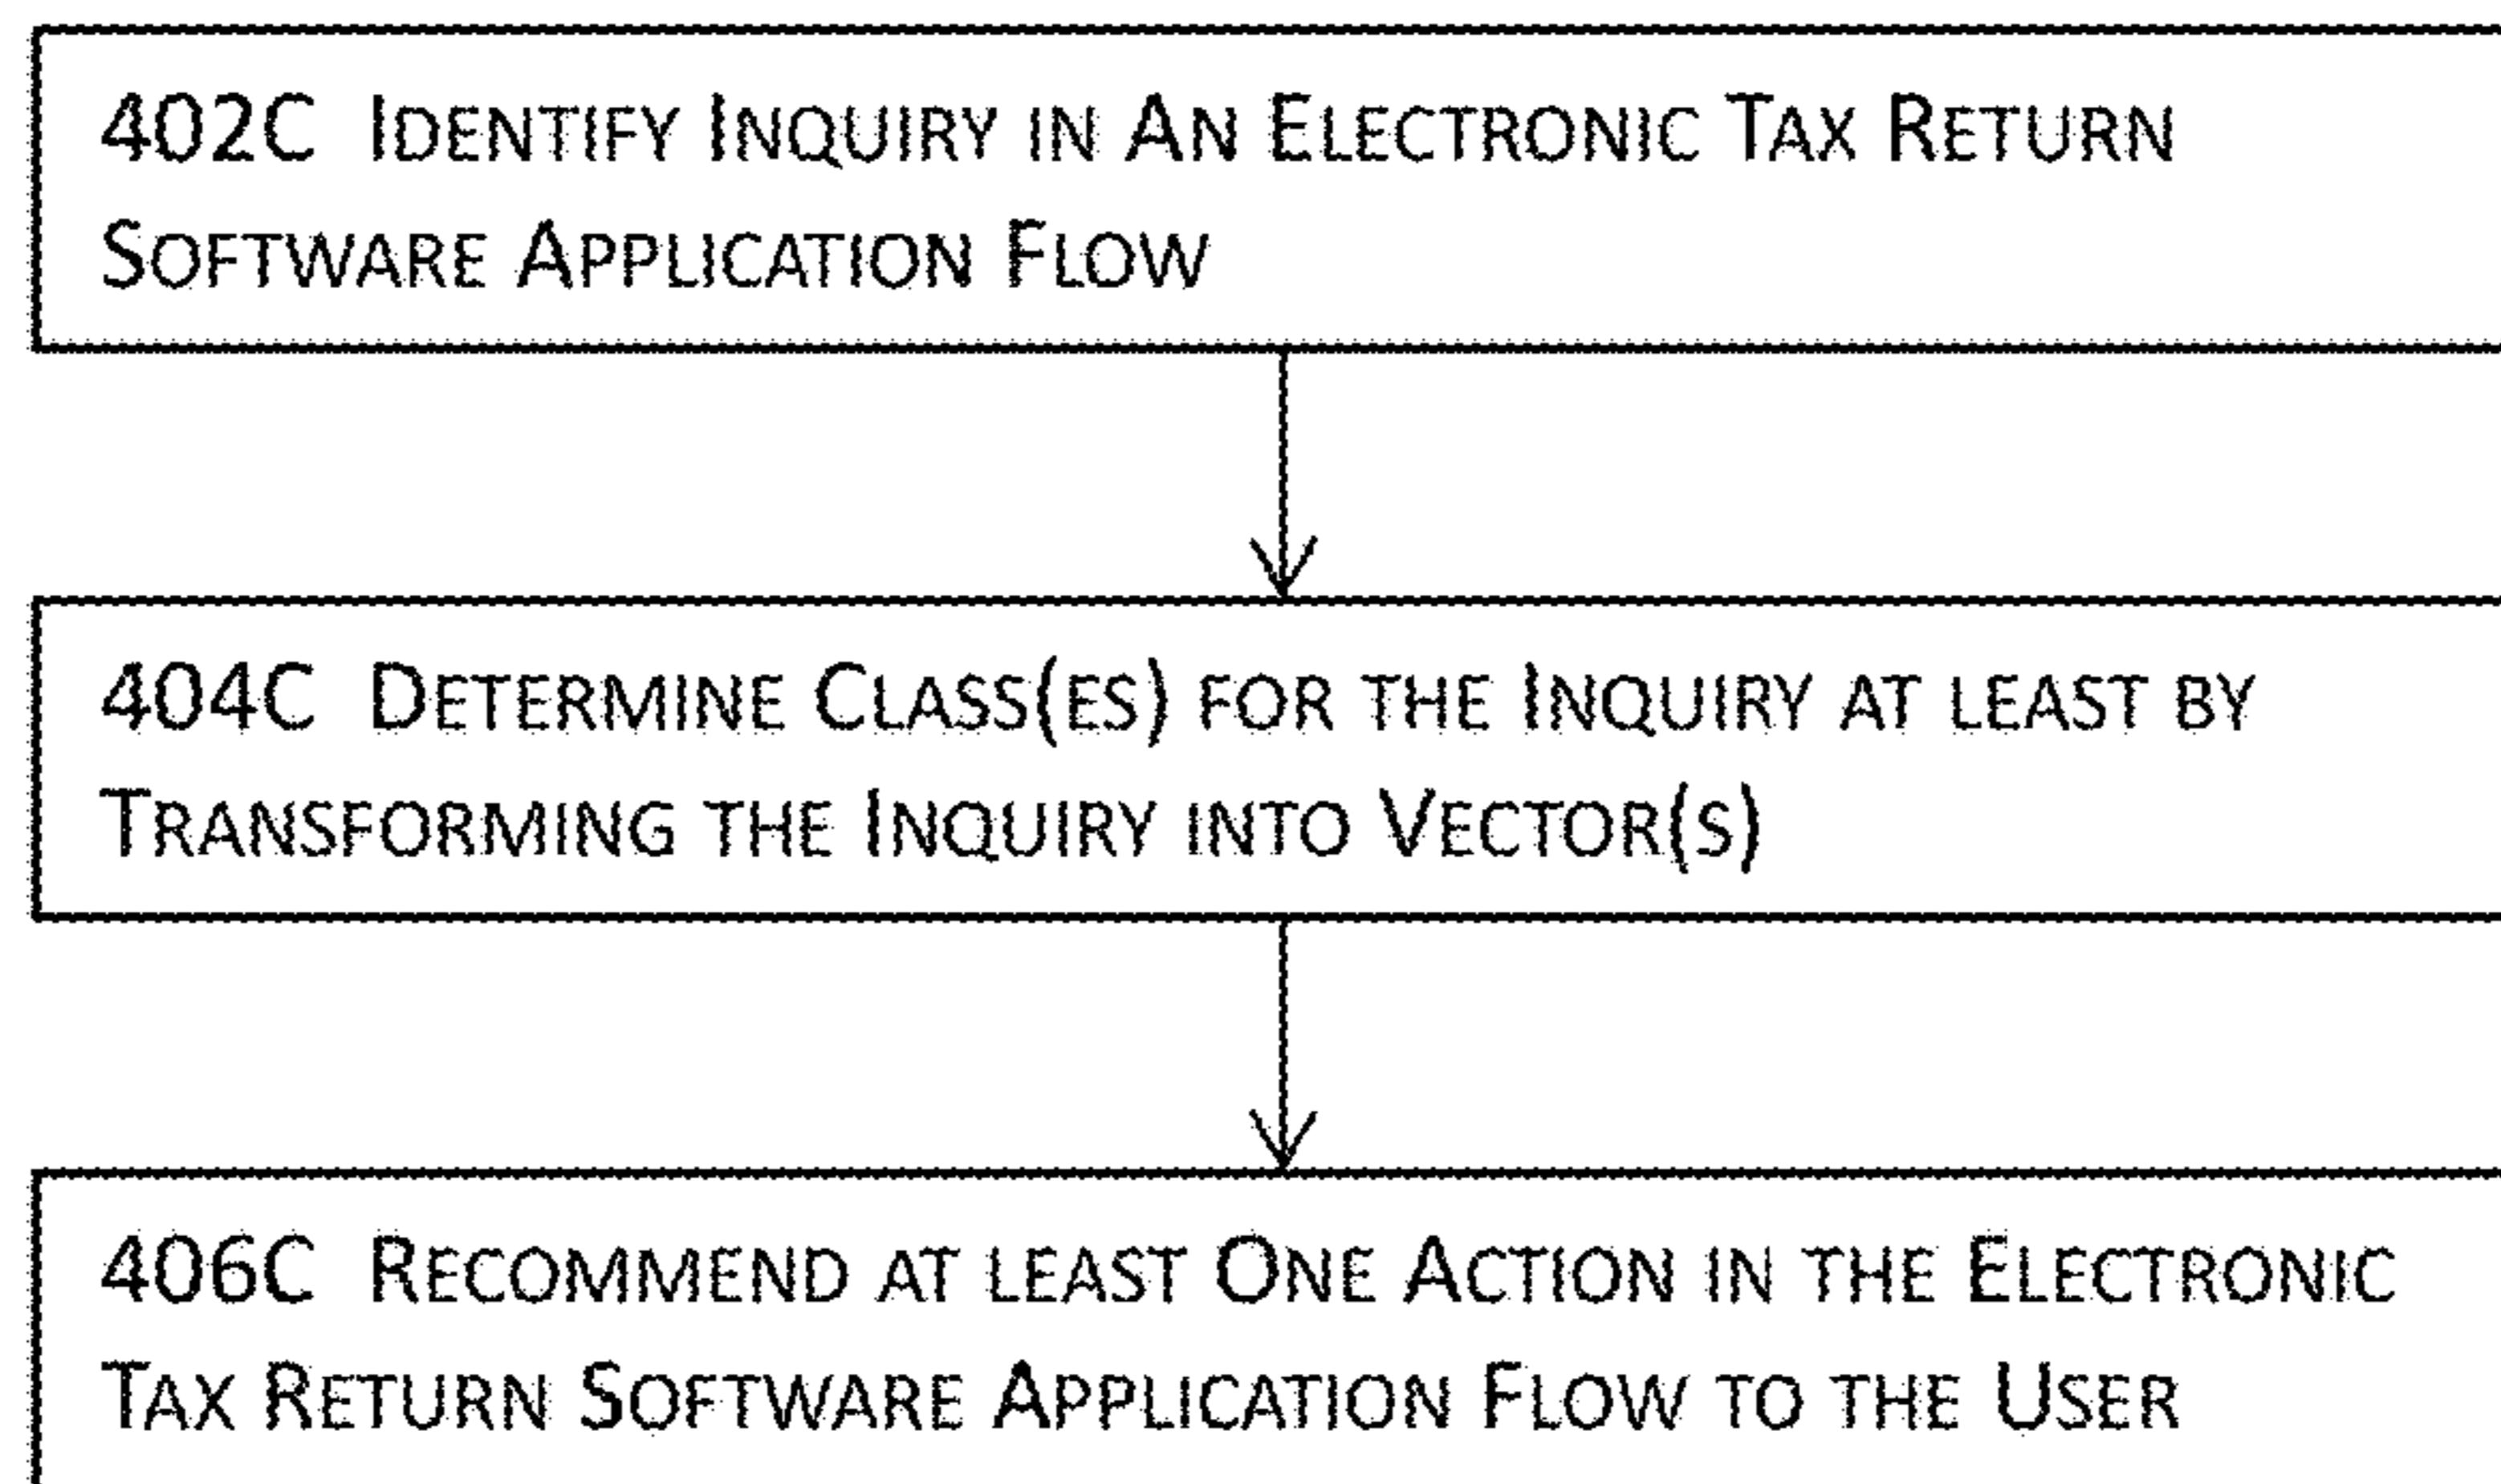 402C Identify Inquiry in An Electronic Tax Return
Software Application Flow
404C Determine Class(es) for the Inquiry at least by
Transforming the Inquiry into Vector(s)
406C Recommend at least One Action in the Electronic
Tax Return Software Application Flow to the User